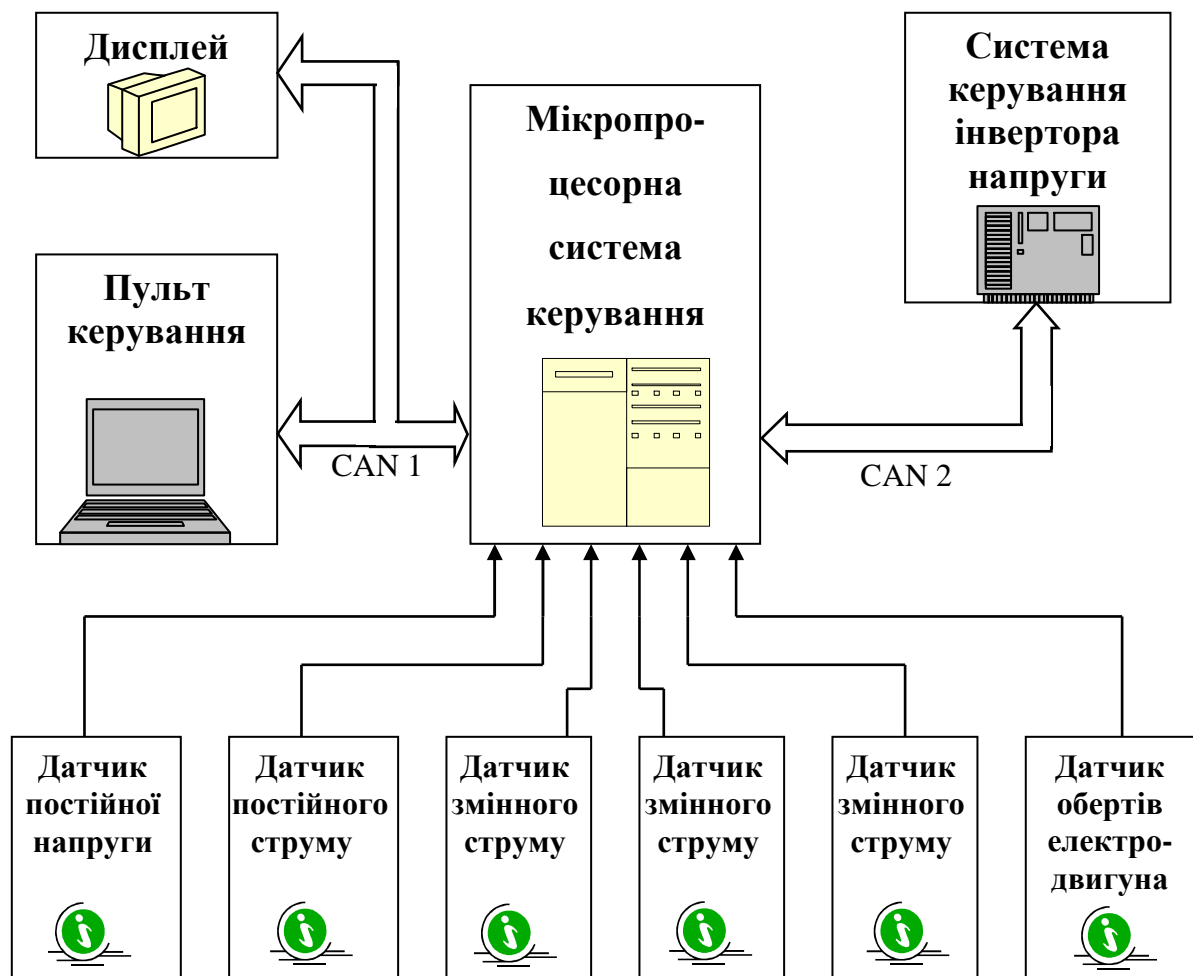 Дисплей
Пульт
керування
CAN 1
Мікропро-
цесорна
система
керування
Система
керування
інвертора
напруги
CAN 2
Датчик
постійної
напруги
Датчик
постійного
струму
Датчик
змінного
струму
Датчик
змінного
струму
Датчик
змінного
струму
Датчик
обертів
електро-
двигуна